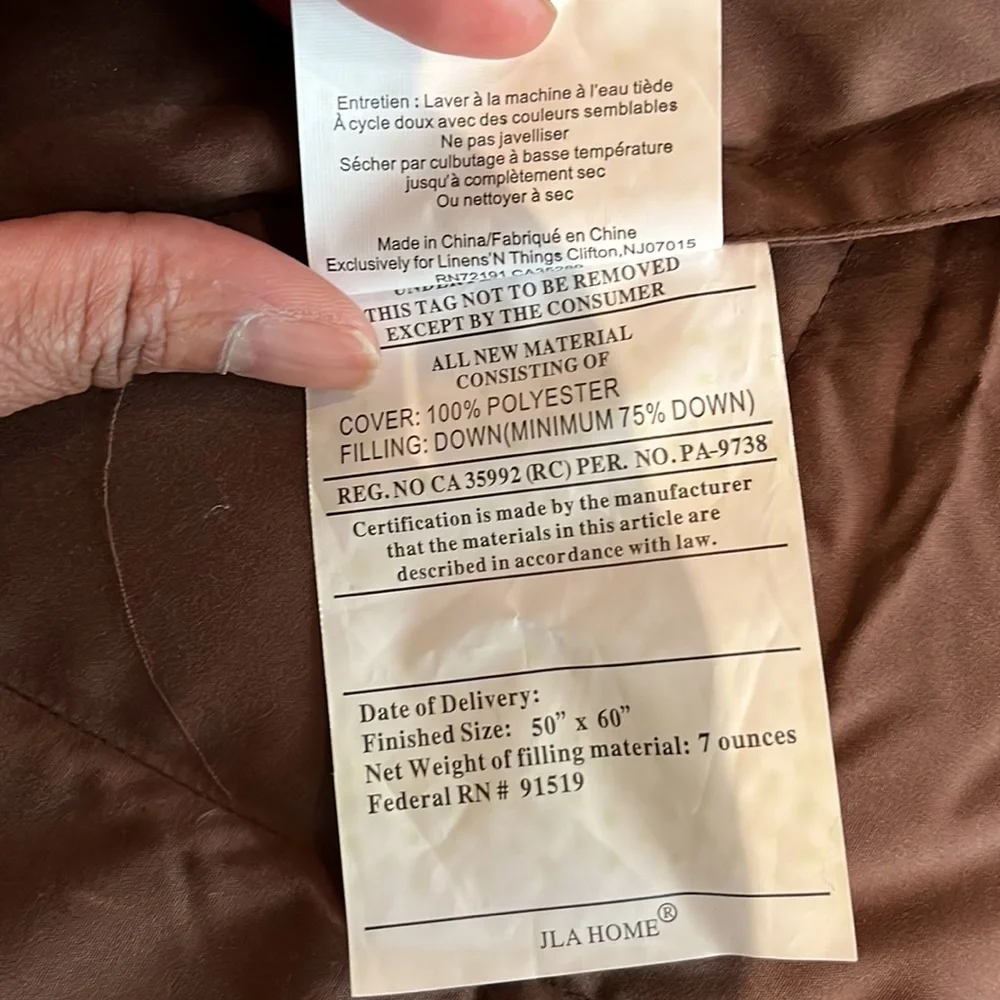 Entretien : Laver à la machine à l'eau tiède
À cycle doux avec des couleurs semblables
Ne pas javelliser
Sécher par culbutage à basse température
jusqu'à complètement sec
Ou nettoyer à sec
Made in China/Fabriqué en Chine
Exclusively for Linens'N Things Clifton,NJ07015
RN72191
THIS TAG NOT TO BE REMOVED
EXCEPT BY THE CONSUMER
ALL NEW MATERIAL
CONSISTING OF
COVER: 100% POLYESTER
FILLING: DOWN(MINIMUM 75% DOWN)
REG.NO CA 35992 (RC) PER. NO.PA-9738
Certification is made by the manufacturer
that the materials in this article are
described in accordance with law.
Date of Delivery:
Finished Size: 50” x 60”
Net Weight of filling material: 7 ounces
Federal RN # 91519
JLA HOME®